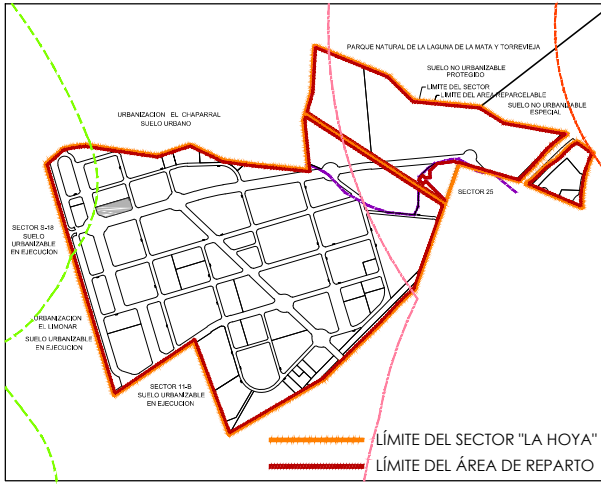 PARQUE NATURAL DE LA LAGUNA DE LA MATA Y TORREVIEJA
SUELO NO URBANIZABLE
PROTEGIDO
LÍMITE DEL SECTOR
LÍMITE DEL AREA REPARCELABLE
SUELO NO URBANIZABLE
ESPECIAL
URBANIZACION EL CHAPARRAL
SUELO URBANO
SECTOR 25
SECTOR S-18
SUELO
URBANIZABLE
EN EJECUCION
URBANIZACION
EL LIMONAR
SUELO URBANIZABLE
EN EJECUCION
SECTOR 11-B
SUELO URBANIZABLE
EN EJECUCION
LÍMITE DEL SECTOR "LA HOYA"
LÍMITE DEL ÁREA DE REPARTO